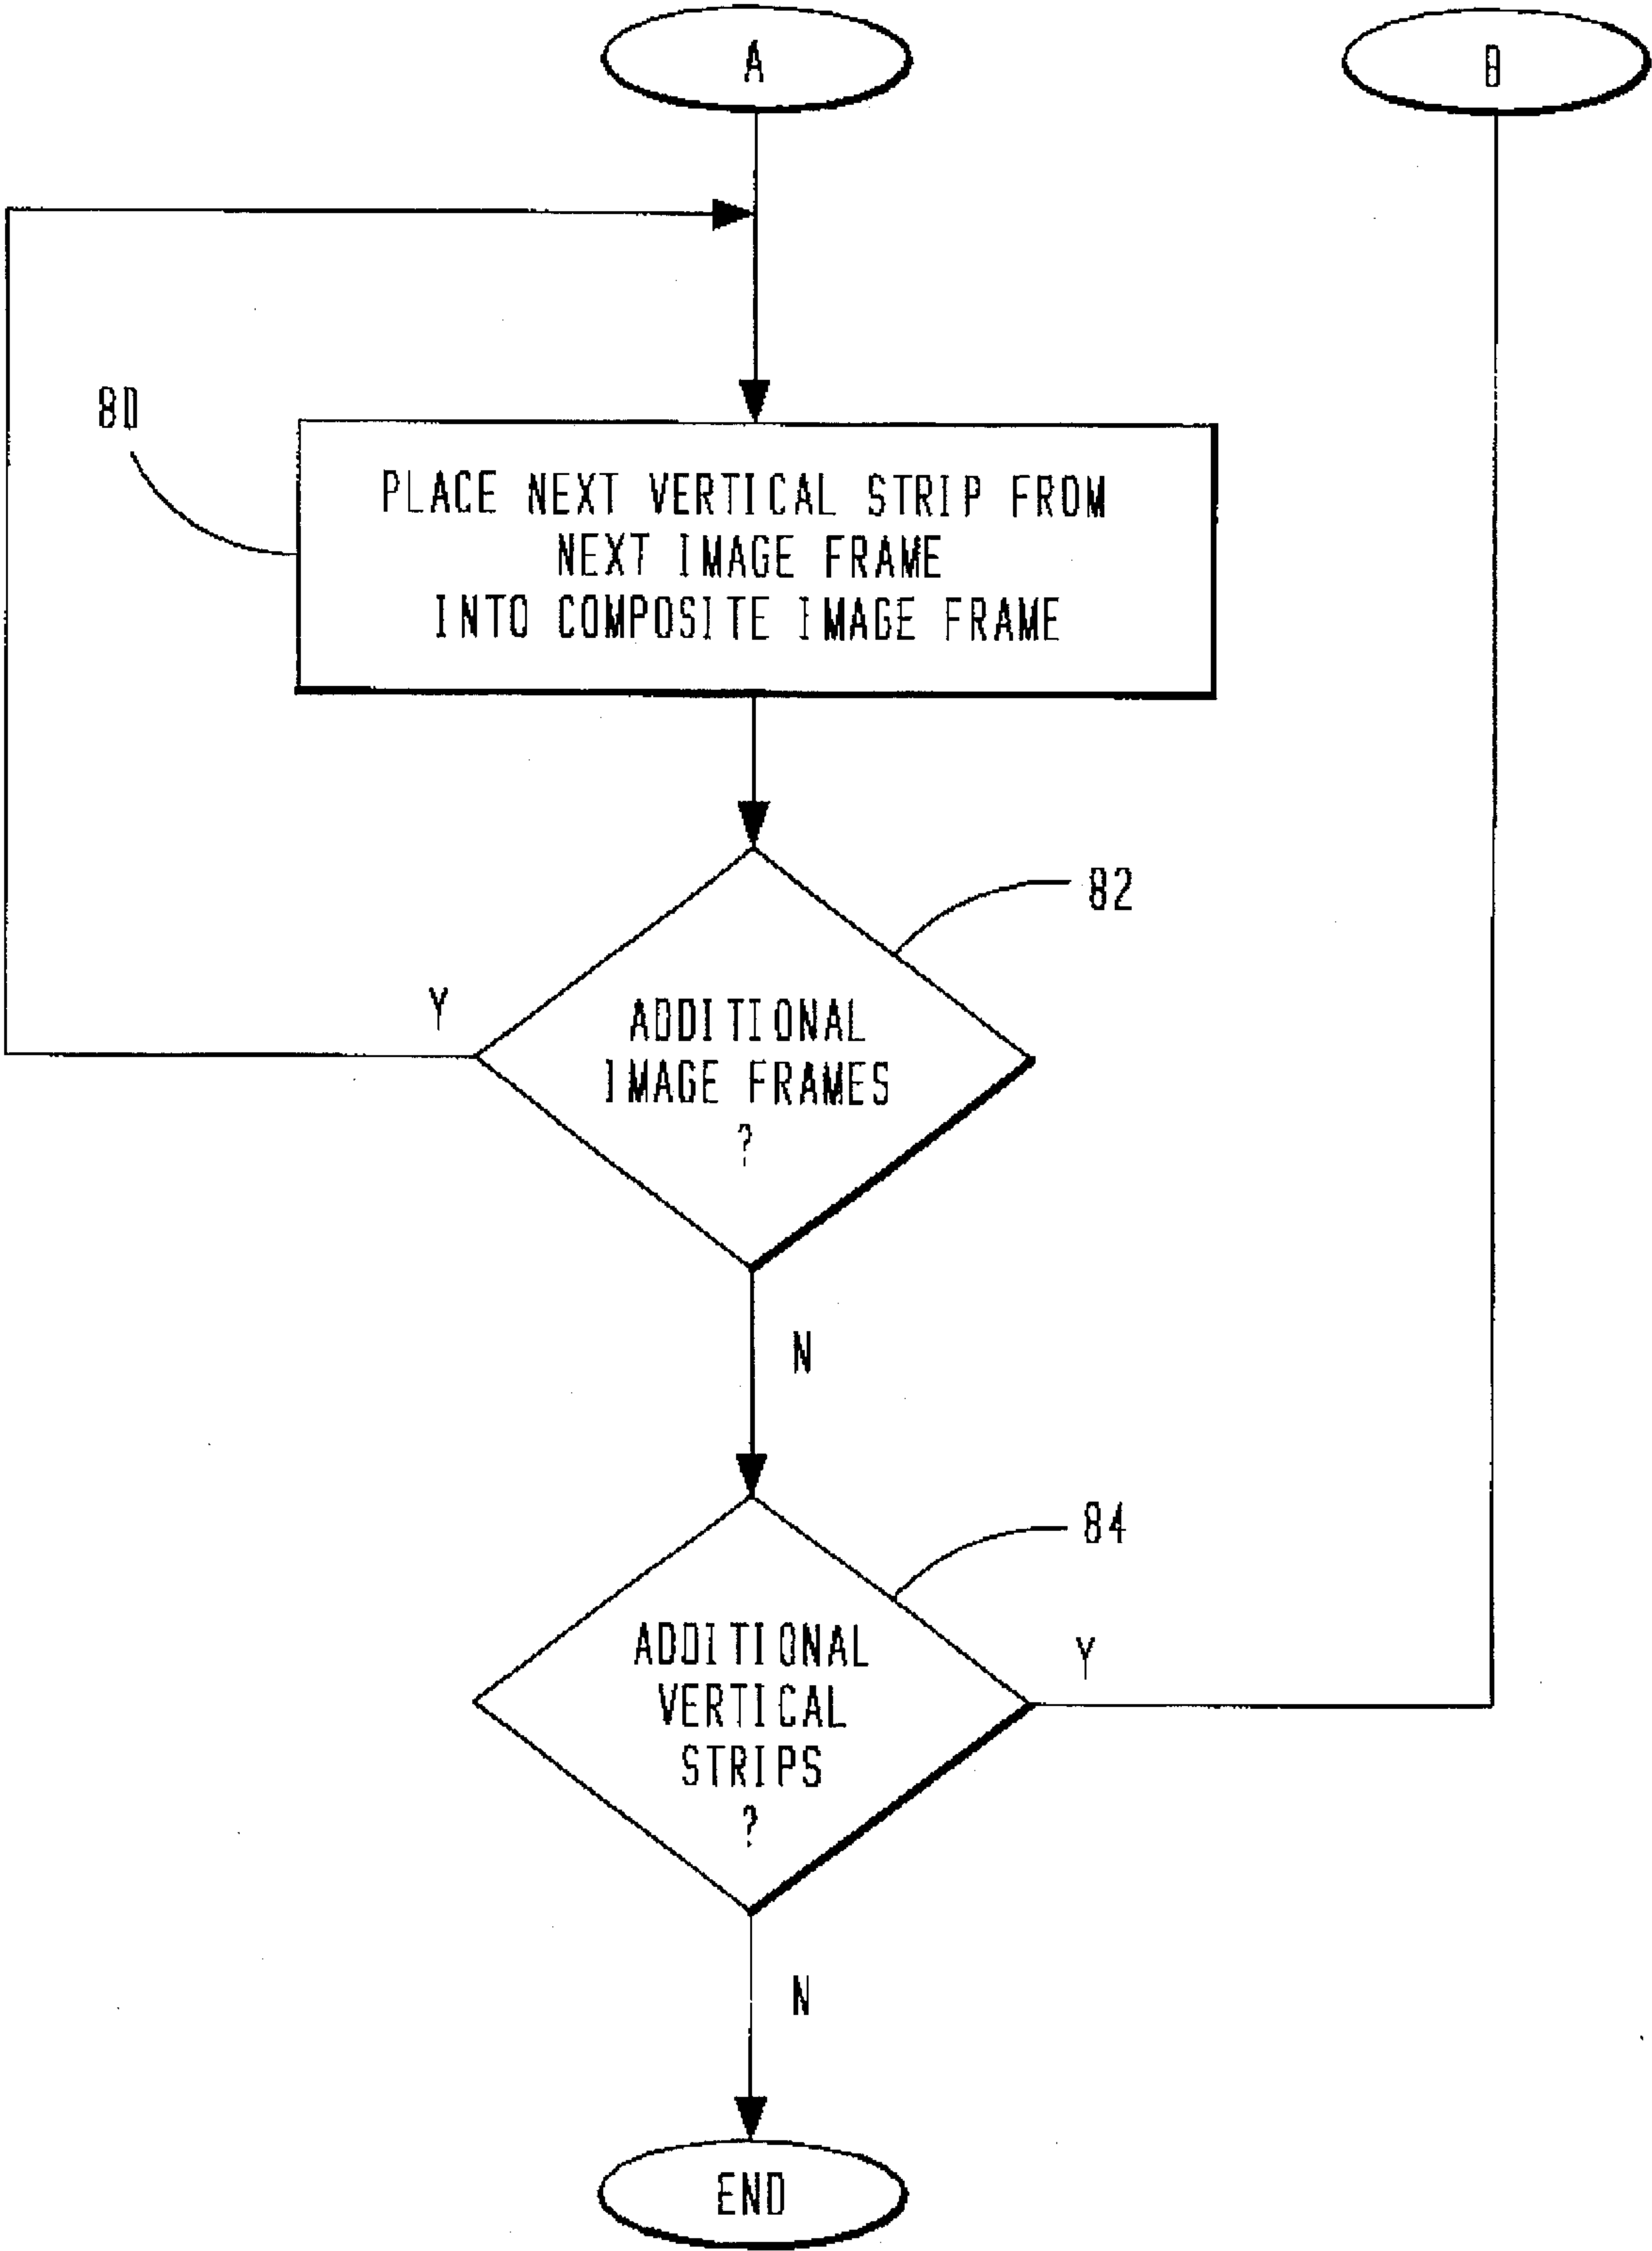 A
B
80
PLACE NEXT VERTICAL STRIP FROM
NEXT IMAGE FRAME
INTO COMPOSITE IMAGE FRAME
82
Y
ADDITIONAL
IMAGE FRAMES
?
N
84
ADDITIONAL
VERTICAL
STRIPS
?
Y
N
END